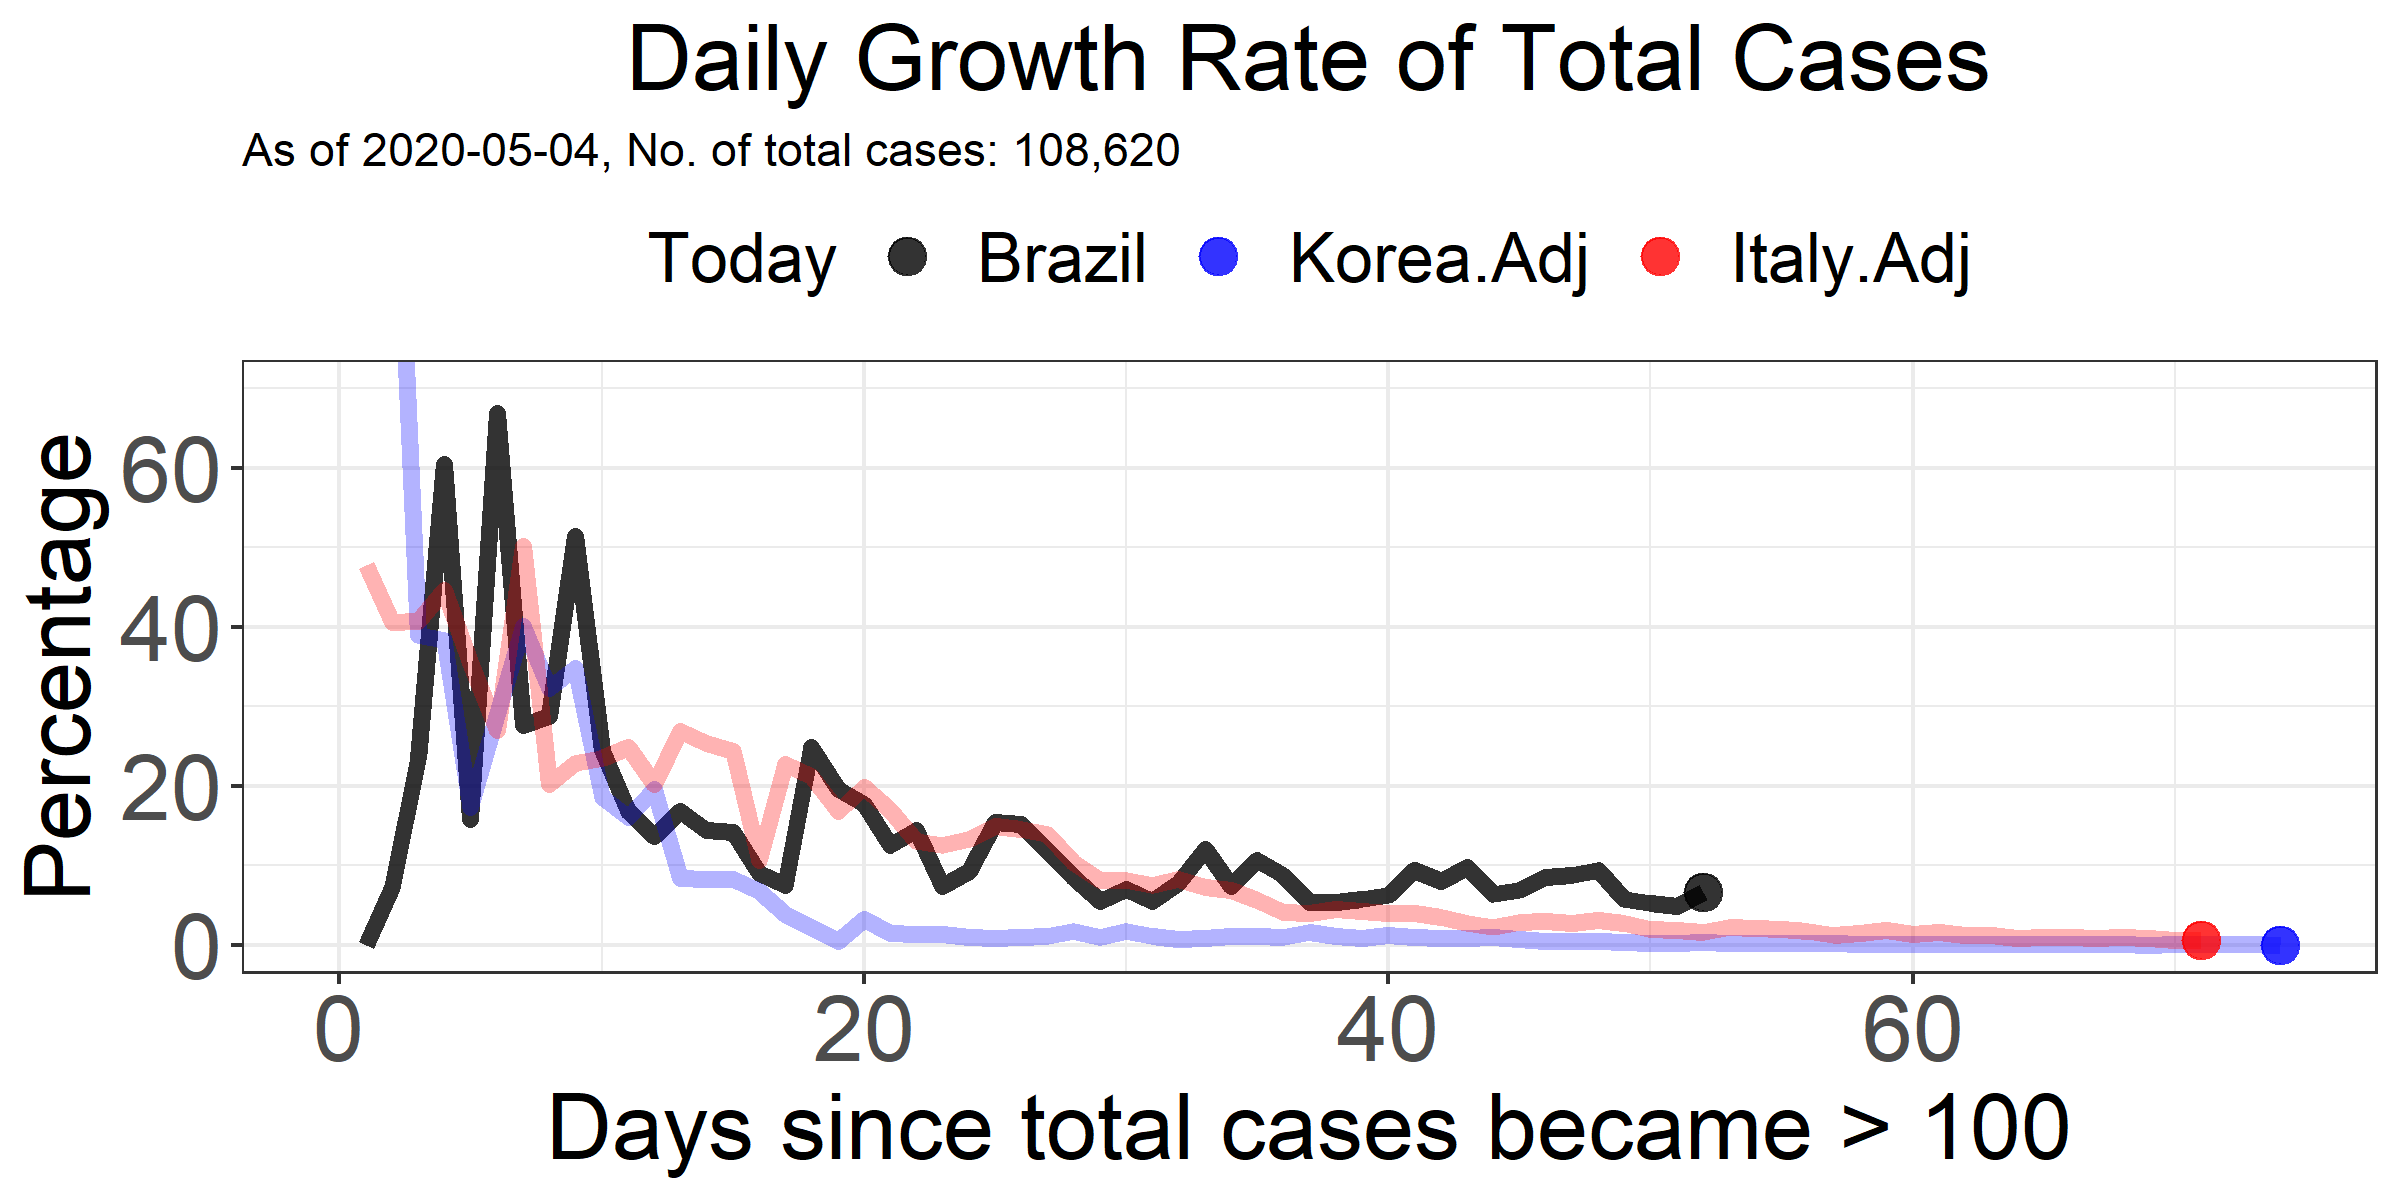 Daily Growth Rate of Total Cases
As of 2020-05-04, No. of total cases: 108,620
Today Brazil Korea.Adj Italy.Adj
Percentage
60
40
20
0
0 20 40 60
Days since total cases became > 100